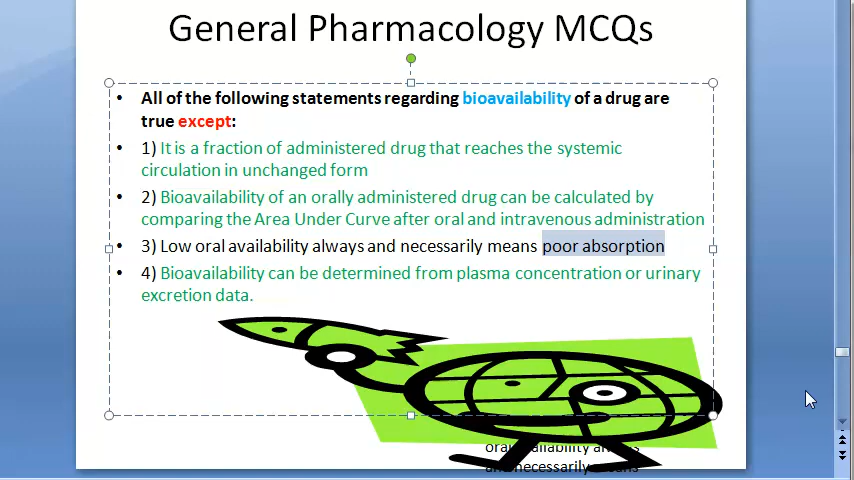 General Pharmacology MCQs
• All of the following statements regarding bioavailability of a drug are
true except:
• 1) It is a fraction of administered drug that reaches the systemic
circulation in unchanged form
• 2) Bioavailability of an orally administered drug can be calculated by
comparing the Area Under Curve after oral and intravenous administration
• 3) Low oral availability always and necessarily means poor absorption
• 4) Bioavailability can be determined from plasma concentration or urinary
excretion data.